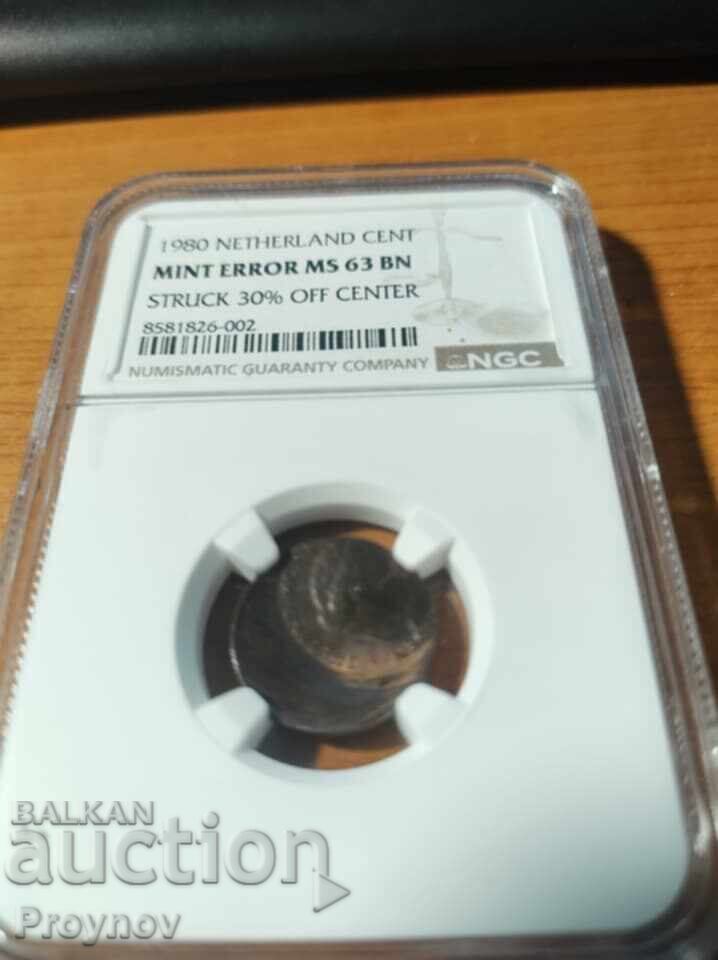 1980 NETHERLAND CENT
MINT ERROR MS 63 BN
STRUCK 30% OFF CENTER
8581826-002
NUMISMATIC GUARANTY COMPANY NGC
BALKAN
auction
Proynov